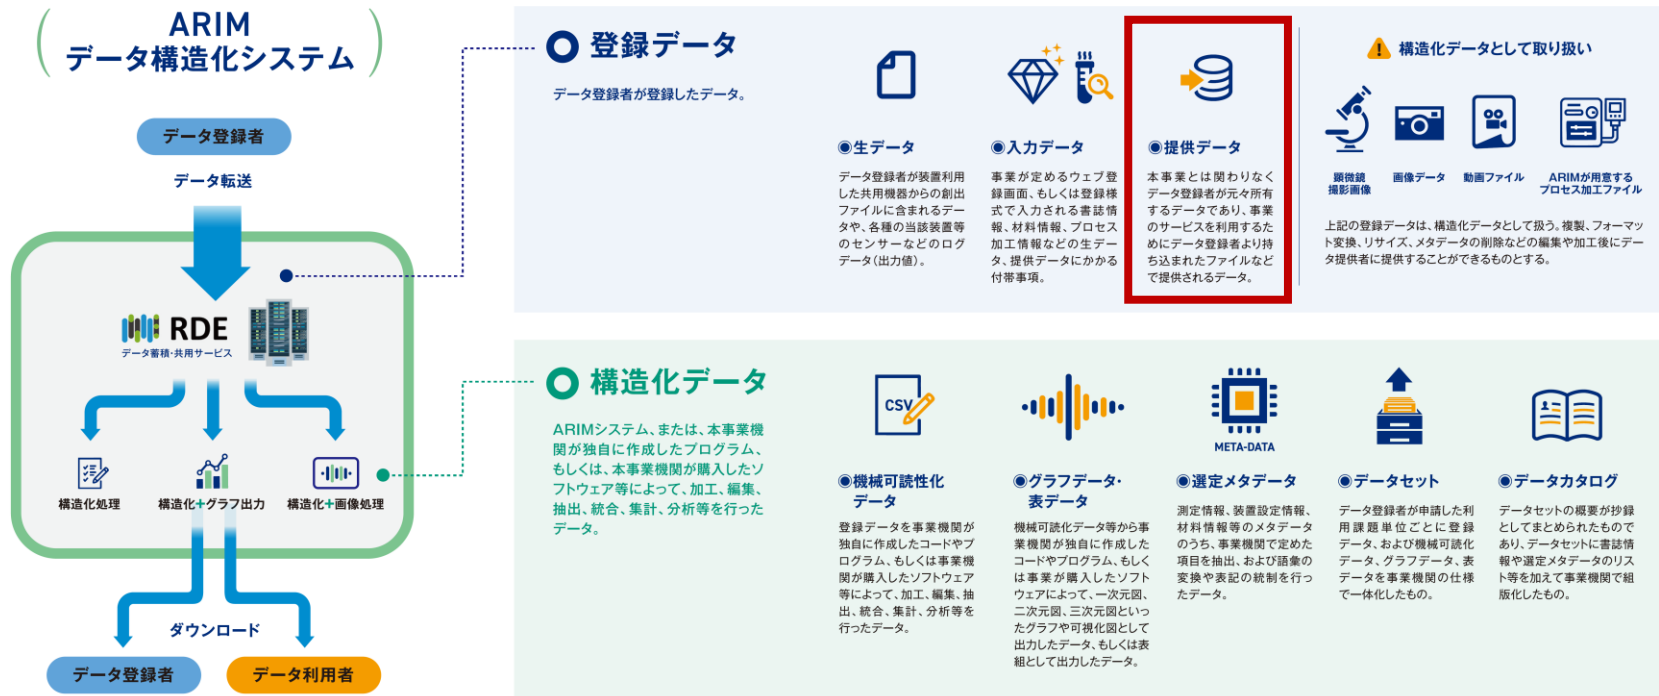 ARIM
データ構造化システム
データ登録者
データ転送
RDE
データ蓄積・共用サービス
構造化処理
構造化+グラフ出力
構造化+画像処理
ダウンロード
データ登録者
データ利用者
登録データ
データ登録者が登録したデータ。
◉生データ
データ登録者が装置利用
した共用機器からの創出
ファイルに含まれるデー
タや、各種の当該装置等
のセンサーなどのログ
データ(出力値)。
◉入力データ
事業が定めるウェブ登
録画面、もしくは登録様
式で入力される書誌情
報、材料情報、プロセス
加工情報などの生デー
タ、提供データにかかる
付帯事項。
◉提供データ
本事業とは関わりなく
データ登録者が元々所有
するデータであり、事業
のサービスを利用するた
めにデータ登録者より持
ち込まれたファイルなど
で提供されるデータ。
構造化データとして取り扱い
顕微鏡
撮影画像
画像データ
動画ファイル
ARIMが用意する
プロセス加工ファイル
上記の登録データは、構造化データとして扱う。複製、フォーマッ
ト変換、リサイズ、メタデータの削除などの編集や加工後にデー
タ提供者に提供することができるものとする。
構造化データ
ARIMシステム、または、本事業機
関が独自に作成したプログラム、
もしくは、本事業機関が購入したソ
フトウェア等によって、加工、編集、
抽出、統合、集計、分析等を行った
データ。
CSV
◉機械可読性化
データ
登録データを事業機関が
独自に作成したコードやプ
ログラム、もしくは事業機
関が購入したソフトウェア
等によって、加工、編集、抽
出、統合、集計、分析等を
行ったデータ。
◉グラフデータ・
表データ
機械可読化データ等から事
業機関が独自に作成した
コードやプログラム、もしく
は事業が購入したソフト
ウェアによって、一次元図、
二次元図、三次元図といっ
たグラフや可視化図として
出力したデータ、もしくは表
組として出力したデータ。
META-DATA
◉選定メタデータ
測定情報、装置設定情報、
材料情報等のメタデータ
のうち、事業機関で定めた
項目を抽出、および語彙の
変換や表記の統制を行っ
たデータ。
◉データセット
データ登録者が申請した利
用課題単位ごとに登録
データ、および機械可読化
データ、グラフデータ、表
データを事業機関の仕様
で一体化したもの。
◉データカタログ
データセットの概要が抄録
としてまとめられたもので
あり、データセットに書誌情
報や選定メタデータのリス
ト等を加えて事業機関で組
版化したもの。